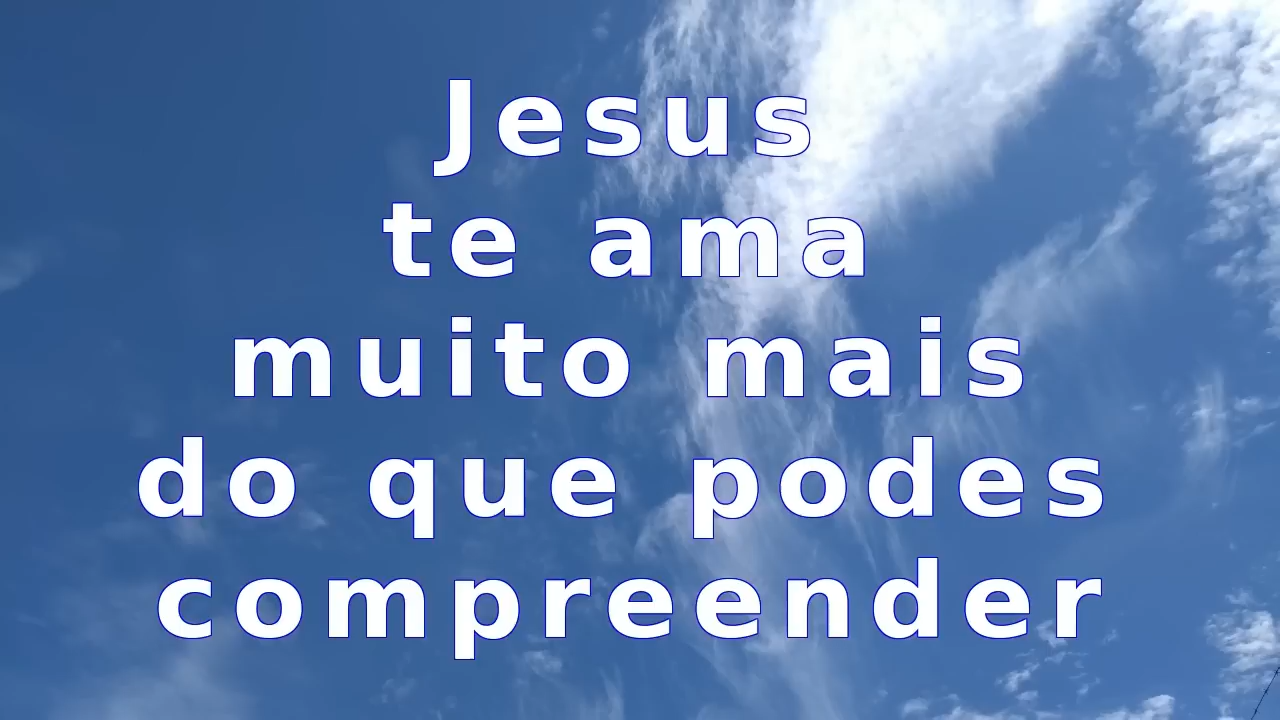 Jesus
te ama
muito mais
do que podes
compreender